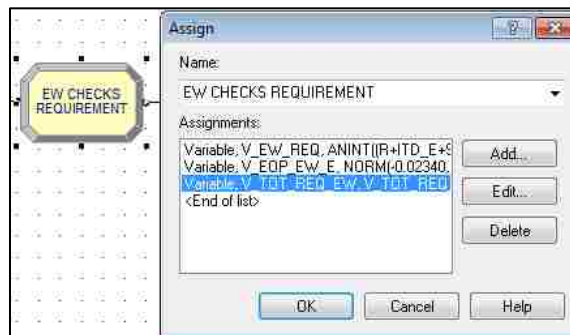 EW CHECKS
REQUIREMENT
Assign
Name:
EW CHECKS REQUIREMENT
Assignments:
Variable, V_EW_REQ, ANINT((R+ITD_E+S
Variable, V_EOP_EW_E, NORM(-0.02340,
Variable, V_TOT_REQ_EW, V_TOT_REQ
<End of list>
Add...
Edit...
Delete
OK
Cancel
Help